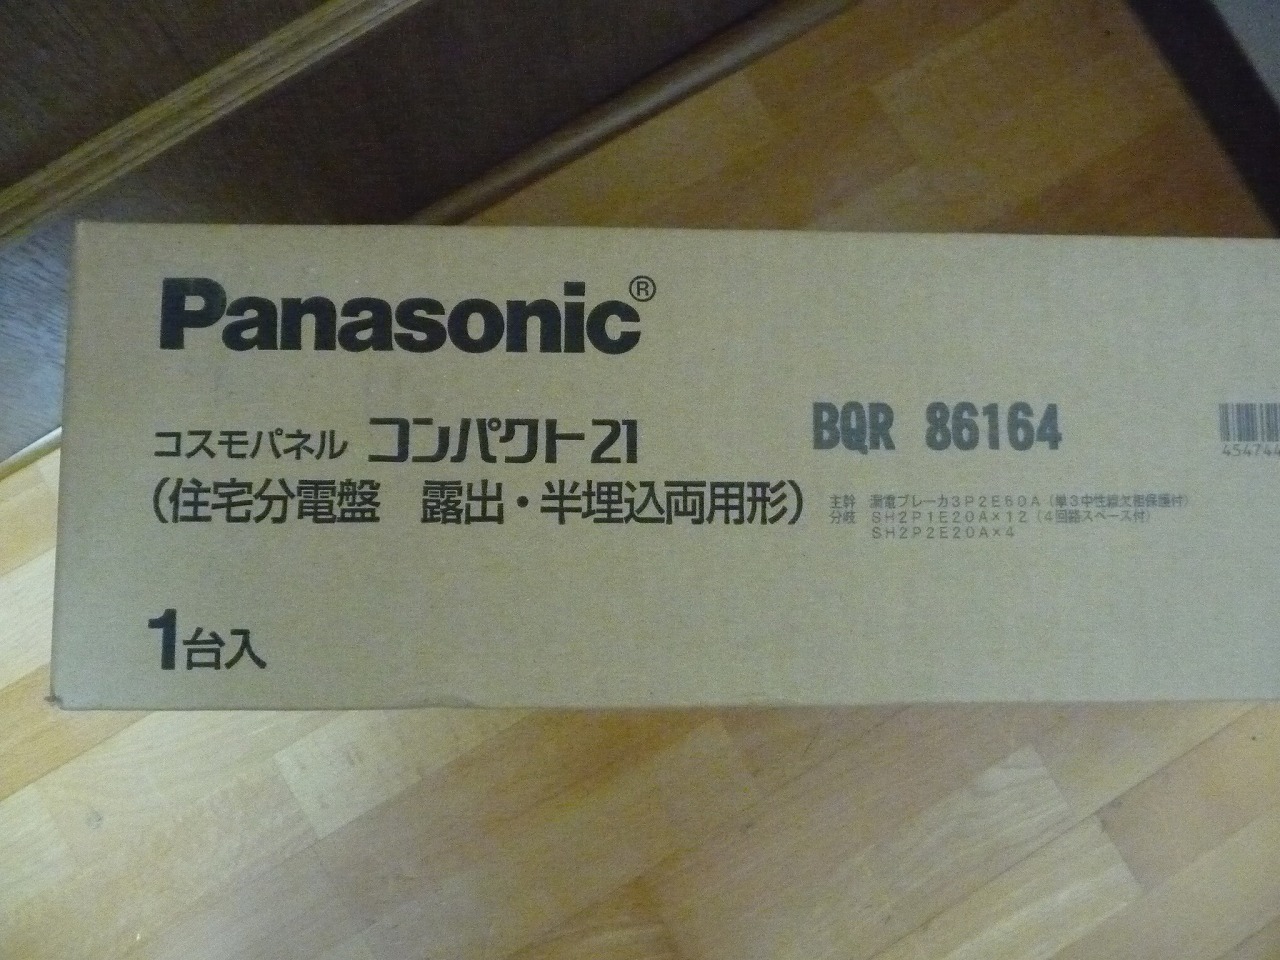 Panasonic®
コスモパネル コンパクト21
BQR 86164
(住宅分電盤 露出・半埋込両用形)
主幹 漏電ブレーカ3P2E60A(単3中性線欠相保護付)
分岐 SH2P1E20A×12(4回路スペース付)
SH2P2E20A×4
1台入
454744